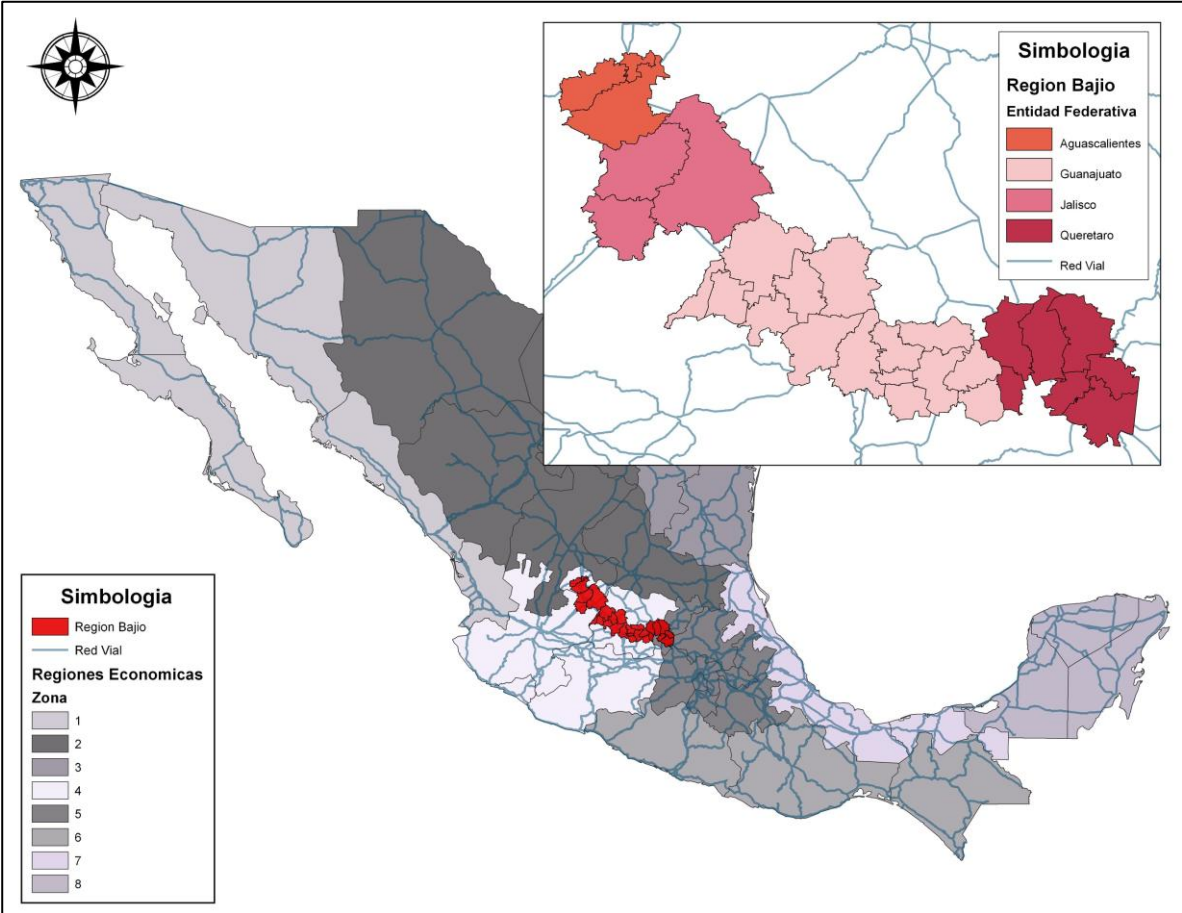 Simbologia
Region Bajio
Entidad Federativa
Aguascalientes
Guanajuato
Jalisco
Queretaro
Red Vial
Simbologia
Region Bajio
Red Vial
Regiones Economicas
Zona
1
2
3
4
5
6
7
8